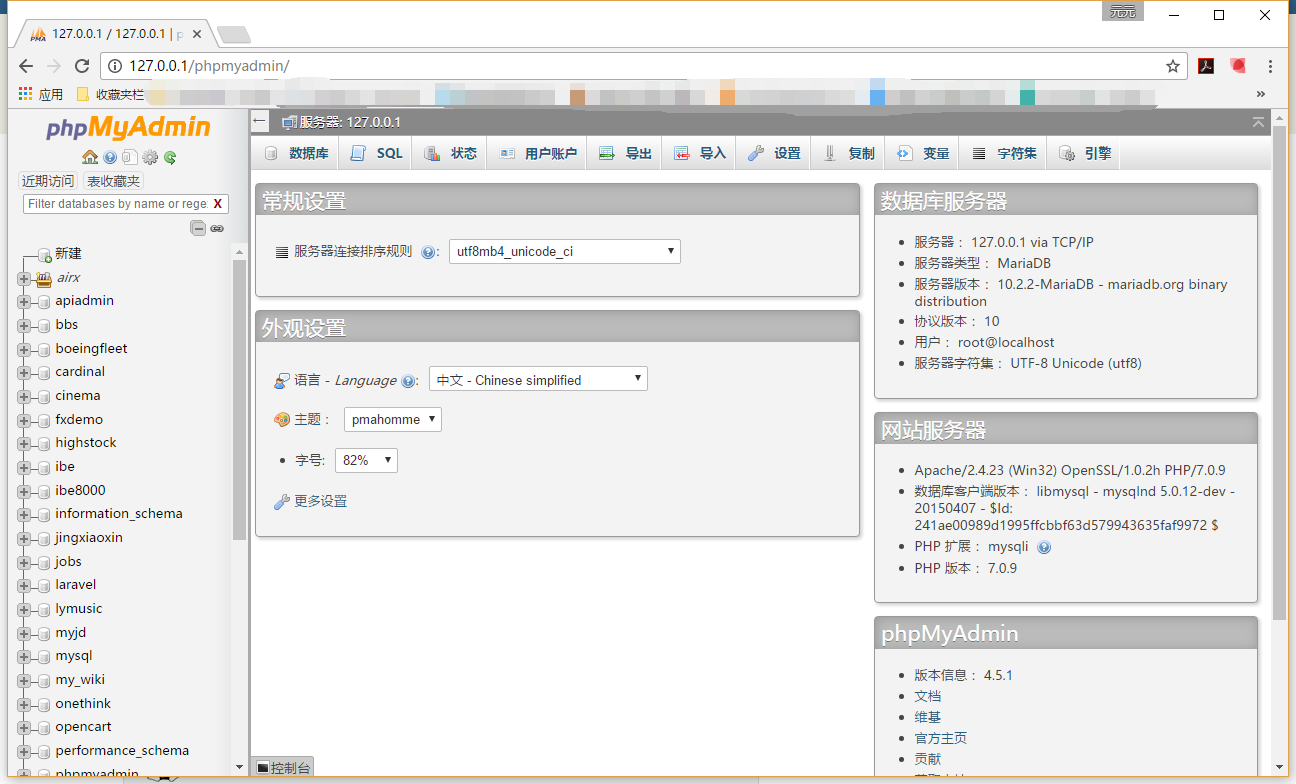 元元
127.0.0.1 / 127.0.0.1 | p
127.0.0.1/phpmyadmin/
应用 收藏夹栏 »
phpMyAdmin
近期访问 表收藏夹
Filter databases by name or rege X
新建
airx
apiadmin
bbs
boeingfleet
cardinal
cinema
fxdemo
highstock
ibe
ibe8000
information_schema
jingxiaoxin
jobs
laravel
lymusic
myjd
mysql
my_wiki
onethink
opencart
performance_schema
phpmyadmin
服务器: 127.0.0.1
数据库 SQL 状态 用户账户 导出 导入 设置 复制 变量 字符集 引擎
常规设置
服务器连接排序规则 : utf8mb4_unicode_ci
外观设置
语言 - Language : 中文 - Chinese simplified
主题： pmahomme
字号: 82%
更多设置
数据库服务器
服务器： 127.0.0.1 via TCP/IP
服务器类型： MariaDB
服务器版本： 10.2.2-MariaDB - mariadb.org binary
distribution
协议版本： 10
用户： root@localhost
服务器字符集： UTF-8 Unicode (utf8)
网站服务器
Apache/2.4.23 (Win32) OpenSSL/1.0.2h PHP/7.0.9
数据库客户端版本： libmysql - mysqlnd 5.0.12-dev -
20150407 - $Id:
241ae00989d1995ffcbbf63d579943635faf9972 $
PHP 扩展： mysqli
PHP 版本： 7.0.9
phpMyAdmin
版本信息： 4.5.1
文档
维基
官方主页
贡献
控制台